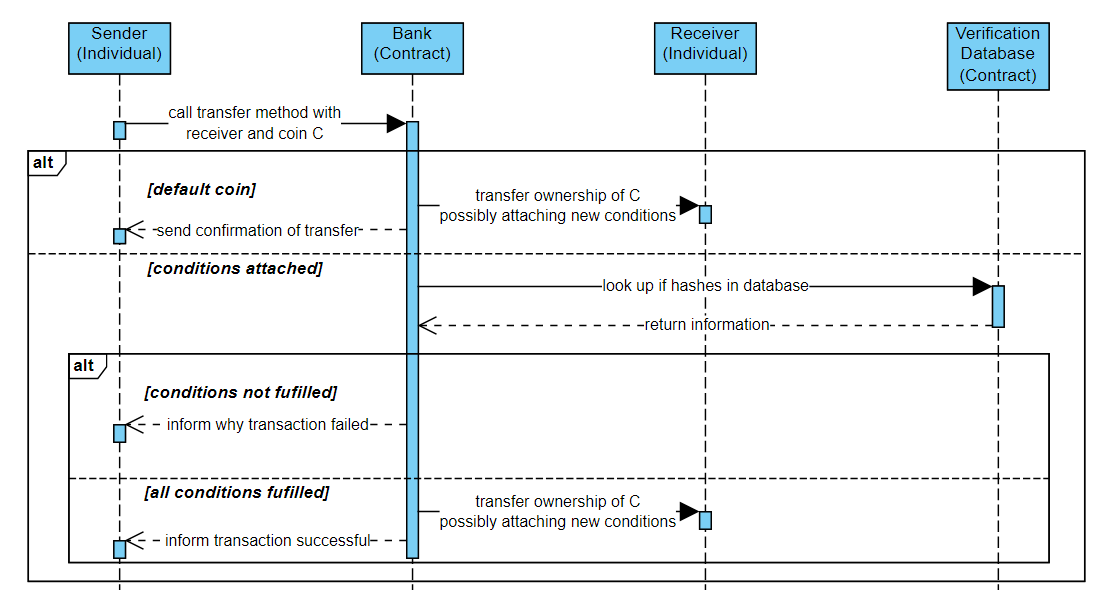 Sender
(Individual)
Bank
(Contract)
Receiver
(Individual)
Verification
Database
(Contract)
call transfer method with
receiver and coin C
alt
[default coin]
transfer ownership of C
possibly attaching new conditions
send confirmation of transfer
[conditions attached]
look up if hashes in database
return information
alt
[conditions not fufilled]
inform why transaction failed
[all conditions fufilled]
transfer ownership of C
possibly attaching new conditions
inform transaction successful